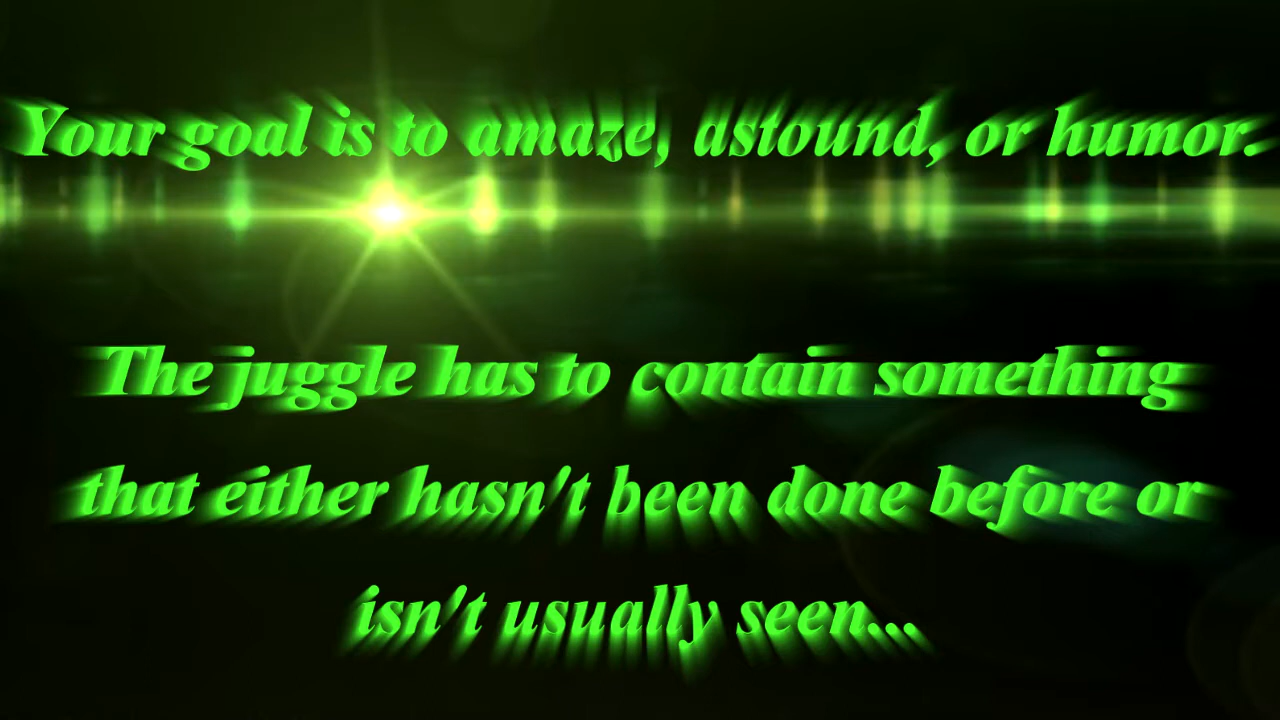 Your goal is to amaze, astound, or humor.
The juggle has to contain something
that either hasn't been done before or
isn't usually seen...